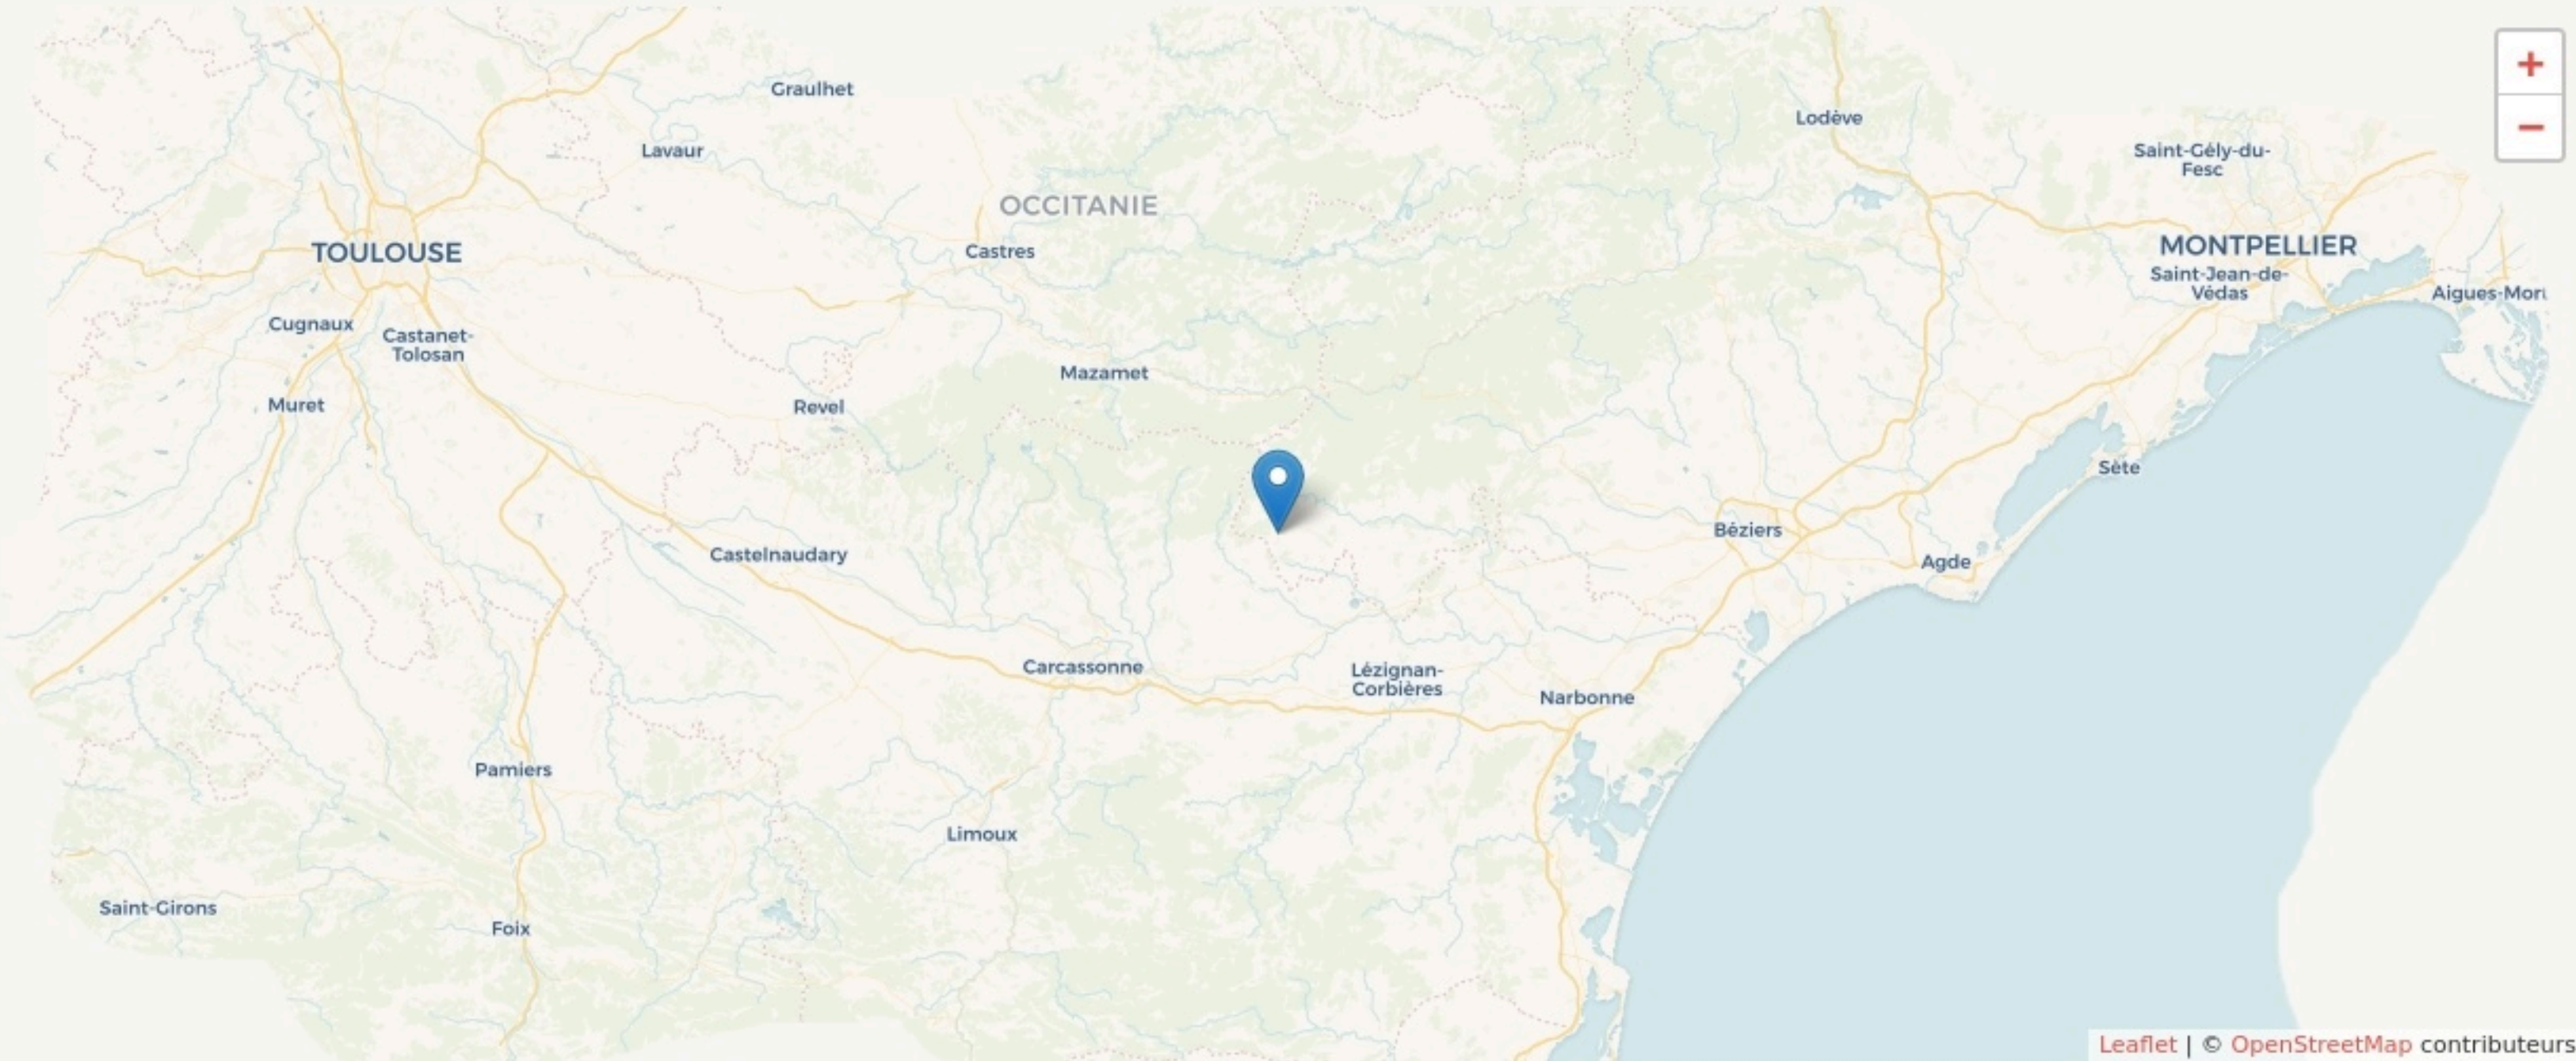 +
−
Graulhet
Lodève
Lavaur
Saint-Gély-du-
Fesc
OCCITANIE
TOULOUSE
Castres
MONTPELLIER
Saint-Jean-de-
Védas
Aigues-Mort
Cugnaux
Castanet-
Tolosan
Mazamet
Muret
Revel
Sète
Béziers
Castelnaudary
Agde
Carcassonne
Lézignan-
Corbières
Narbonne
Pamiers
Limoux
Saint-Girons
Foix
Leaflet | © OpenStreetMap contributeurs